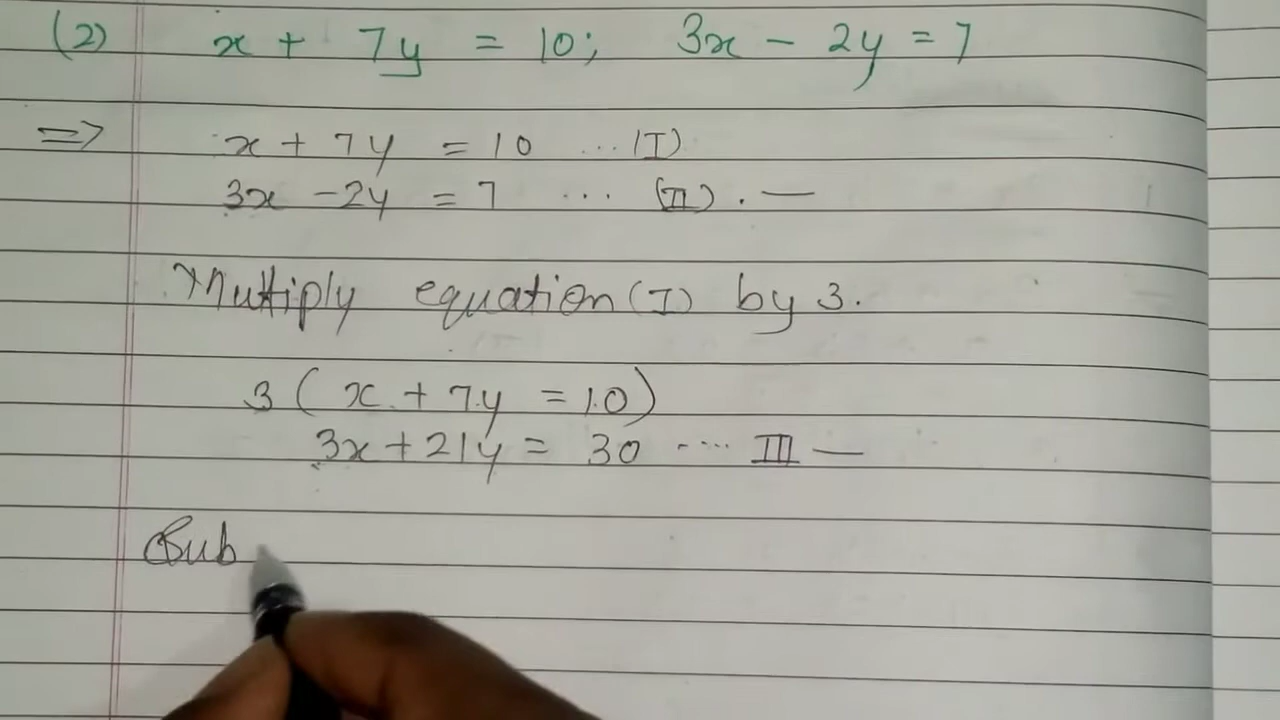 (2) x + 7y = 10; 3x - 2y = 7
=> x + 7y = 10 ... (I)
3x - 2y = 7 ... (II). —
Multiply equation (I) by 3.
3 ( x + 7y = 10 )
3x + 21y = 30 ---- III —
Sub